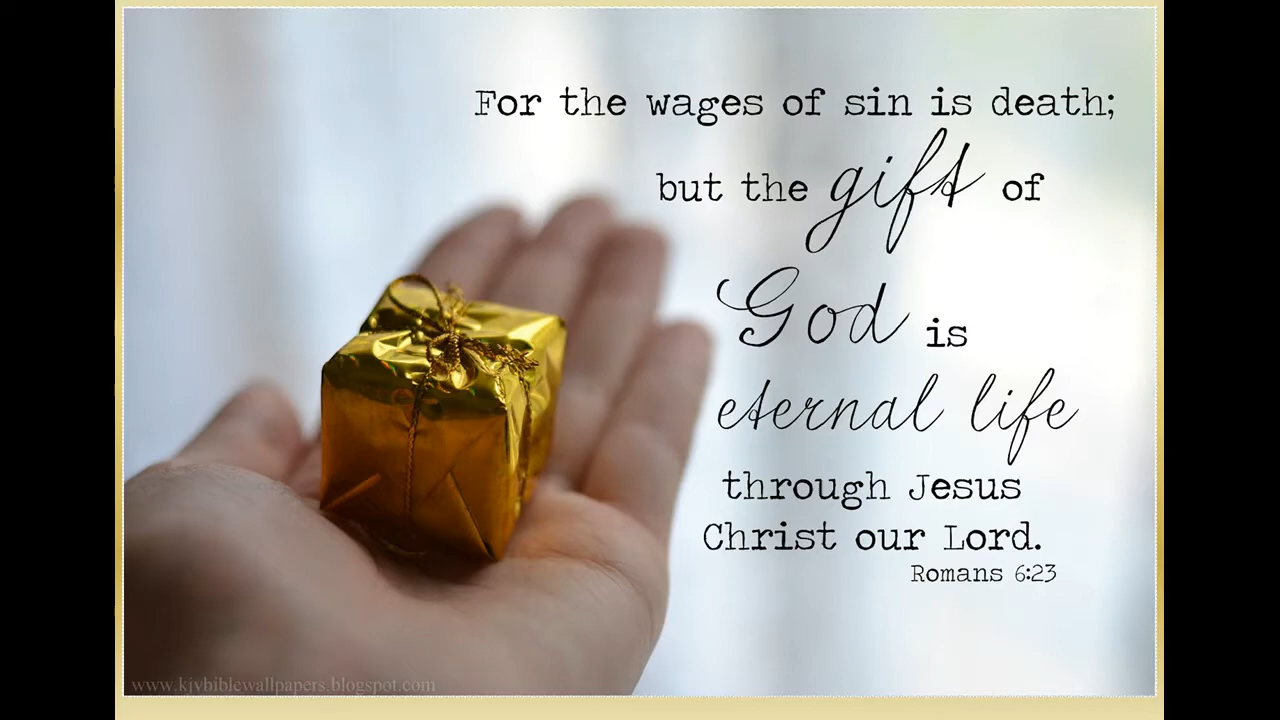 For the wages of sin is death;
but the gift of
God is
eternal life
through Jesus
Christ our Lord.
Romans 6:23
www.kjvbiblewallpapers.blogspot.com